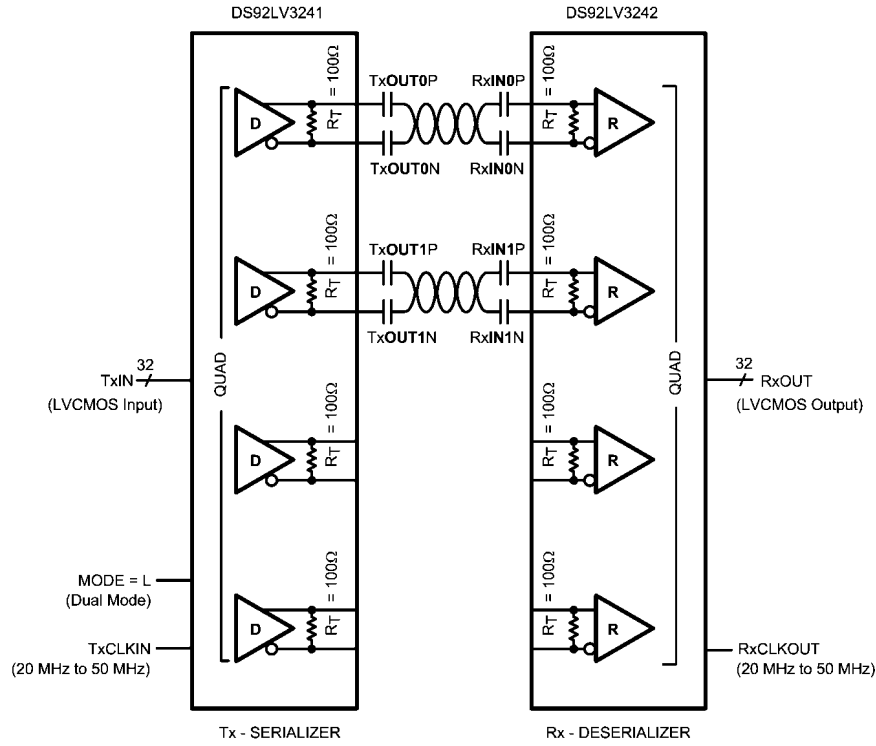 DS92LV3241
DS92LV3242
TxOUT0P
RxIN0P
D
RT = 100Ω
RT = 100Ω
R
TxOUT0N
RxIN0N
TxOUT1P
RxIN1P
D
RT = 100Ω
RT = 100Ω
R
TxOUT1N
RxIN1N
QUAD
QUAD
TxIN
32
(LVCMOS Input)
32
RxOUT
(LVCMOS Output)
D
RT = 100Ω
RT = 100Ω
R
MODE = L
(Dual Mode)
D
RT = 100Ω
RT = 100Ω
R
TxCLKIN
(20 MHz to 50 MHz)
RxCLKOUT
(20 MHz to 50 MHz)
Tx - SERIALIZER
Rx - DESERIALIZER